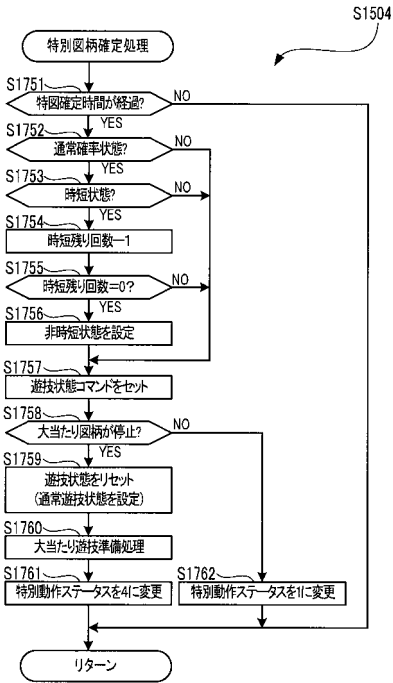 S1504
特別図柄確定処理
S1751
特図確定時間が経過?
NO
YES
S1752
通常確率状態?
NO
YES
S1753
時短状態?
NO
YES
S1754
時短残り回数ー1
S1755
時短残り回数=0?
NO
YES
S1756
非時短状態を設定
S1757
遊技状態コマンドをセット
S1758
大当たり図柄が停止?
NO
YES
S1759
遊技状態をリセット
(通常遊技状態を設定)
S1760
大当たり遊技準備処理
S1761
特別動作ステータスを4に変更
S1762
特別動作ステータスを1に変更
リターン